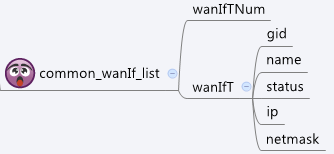 wanIfTNum
gid
name
common_wanIf_list
wanIfT
status
ip
netmask